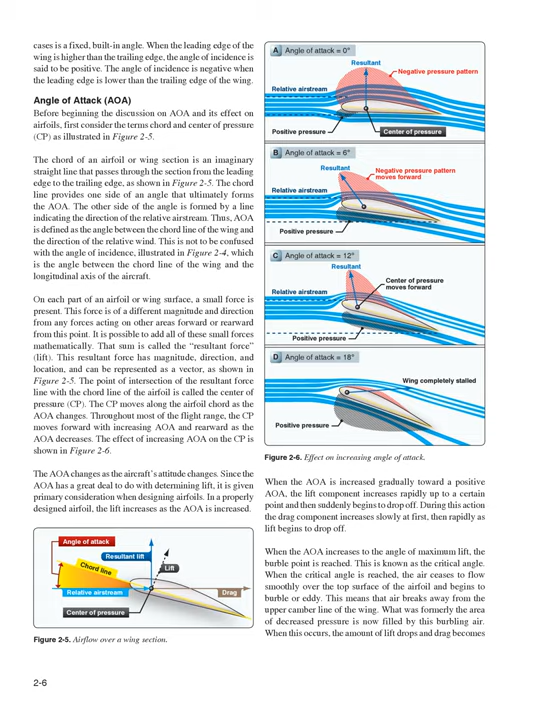 cases is a fixed, built-in angle. When the leading edge of the
wing is higher than the trailing edge, the angle of incidence is
said to be positive. The angle of incidence is negative when
the leading edge is lower than the trailing edge of the wing.
Angle of Attack (AOA)
Before beginning the discussion on AOA and its effect on
airfoils, first consider the terms chord and center of pressure
(CP) as illustrated in Figure 2-5.
The chord of an airfoil or wing section is an imaginary
straight line that passes through the section from the leading
edge to the trailing edge, as shown in Figure 2-5. The chord
line provides one side of an angle that ultimately forms
the AOA. The other side of the angle is formed by a line
indicating the direction of the relative airstream. Thus, AOA
is defined as the angle between the chord line of the wing and
the direction of the relative wind. This is not to be confused
with the angle of incidence, illustrated in Figure 2-4, which
is the angle between the chord line of the wing and the
longitudinal axis of the aircraft.
On each part of an airfoil or wing surface, a small force is
present. This force is of a different magnitude and direction
from any forces acting on other areas forward or rearward
from this point. It is possible to add all of these small forces
mathematically. That sum is called the “resultant force”
(lift). This resultant force has magnitude, direction, and
location, and can be represented as a vector, as shown in
Figure 2-5. The point of intersection of the resultant force
line with the chord line of the airfoil is called the center of
pressure (CP). The CP moves along the airfoil chord as the
AOA changes. Throughout most of the flight range, the CP
moves forward with increasing AOA and rearward as the
AOA decreases. The effect of increasing AOA on the CP is
shown in Figure 2-6.
The AOA changes as the aircraft’s attitude changes. Since the
AOA has a great deal to do with determining lift, it is given
primary consideration when designing airfoils. In a properly
designed airfoil, the lift increases as the AOA is increased.
Angle of attack
Resultant lift
Chord line
Lift
Relative airstream
Drag
Center of pressure
Figure 2-5. Airflow over a wing section.
A Angle of attack = 0°
Resultant
Negative pressure pattern
Relative airstream
Positive pressure
Center of pressure
B Angle of attack = 6°
Resultant
Negative pressure pattern
moves forward
Relative airstream
Positive pressure
C Angle of attack = 12°
Resultant
Center of pressure
moves forward
Relative airstream
Positive pressure
D Angle of attack = 18°
Wing completely stalled
Positive pressure
Figure 2-6. Effect on increasing angle of attack.
When the AOA is increased gradually toward a positive
AOA, the lift component increases rapidly up to a certain
point and then suddenly begins to drop off. During this action
the drag component increases slowly at first, then rapidly as
lift begins to drop off.
When the AOA increases to the angle of maximum lift, the
burble point is reached. This is known as the critical angle.
When the critical angle is reached, the air ceases to flow
smoothly over the top surface of the airfoil and begins to
burble or eddy. This means that air breaks away from the
upper camber line of the wing. What was formerly the area
of decreased pressure is now filled by this burbling air.
When this occurs, the amount of lift drops and drag becomes
2-6